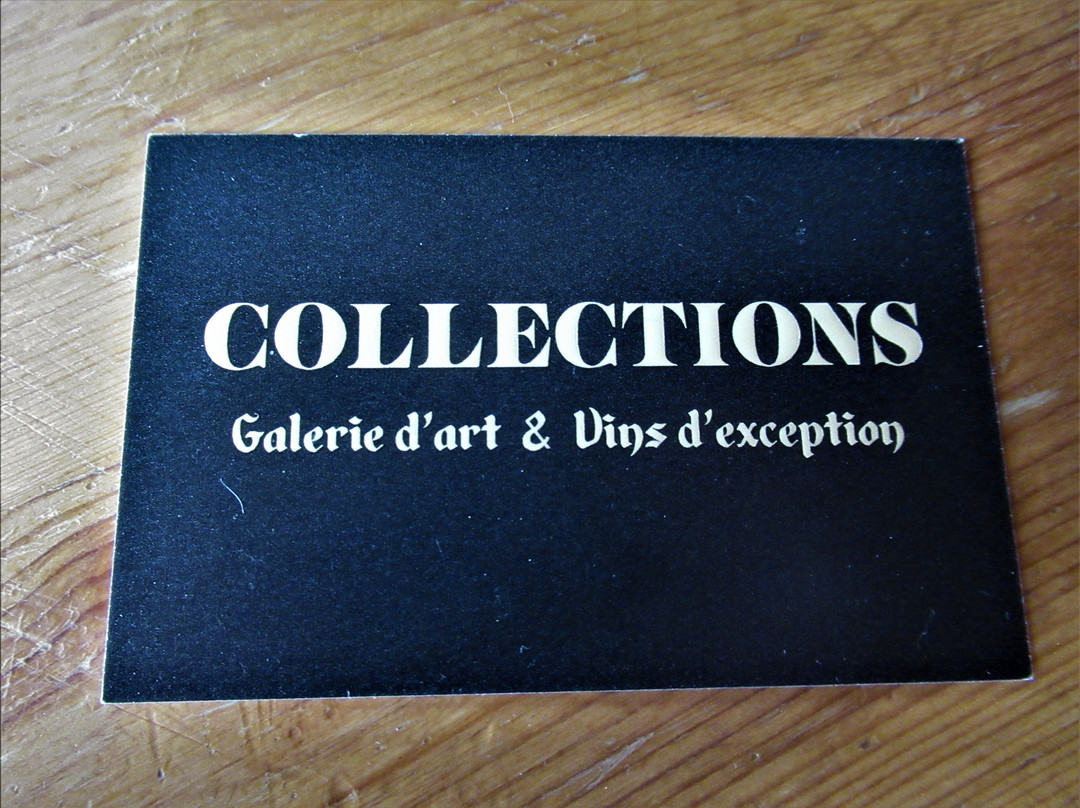 COLLECTIONS
Galerie d'art & Vins d'exception